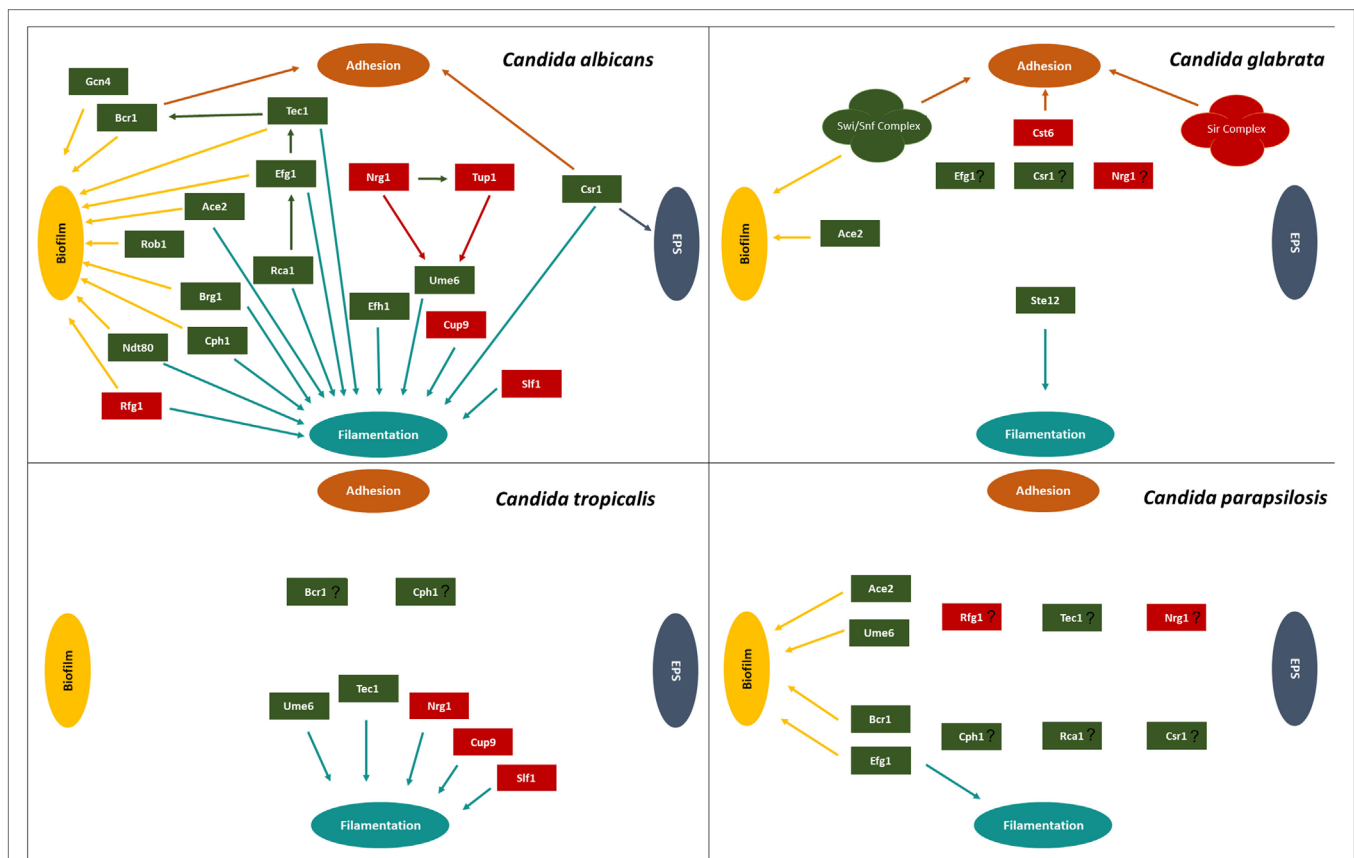 Candida albicans
Adhesion
Gcn4
Bcr1
Tec1
Efg1
Nrg1
Tup1
Csr1
Ace2
Biofilm
Rob1
EPS
Rca1
Ume6
Brg1
Efh1
Cup9
Ndt80
Cph1
Slf1
Rfg1
Filamentation
Candida glabrata
Adhesion
Swi/Snf Complex
Cst6
Sir Complex
Efg1?
Csr1?
Nrg1?
Biofilm
Ace2
EPS
Ste12
Filamentation
Candida tropicalis
Adhesion
Bcr1?
Cph1?
Biofilm
EPS
Tec1
Ume6
Nrg1
Cup9
Slf1
Filamentation
Candida parapsilosis
Adhesion
Ace2
Rfg1?
Tec1?
Nrg1?
Ume6
Biofilm
EPS
Bcr1
Cph1?
Rca1?
Csr1?
Efg1
Filamentation